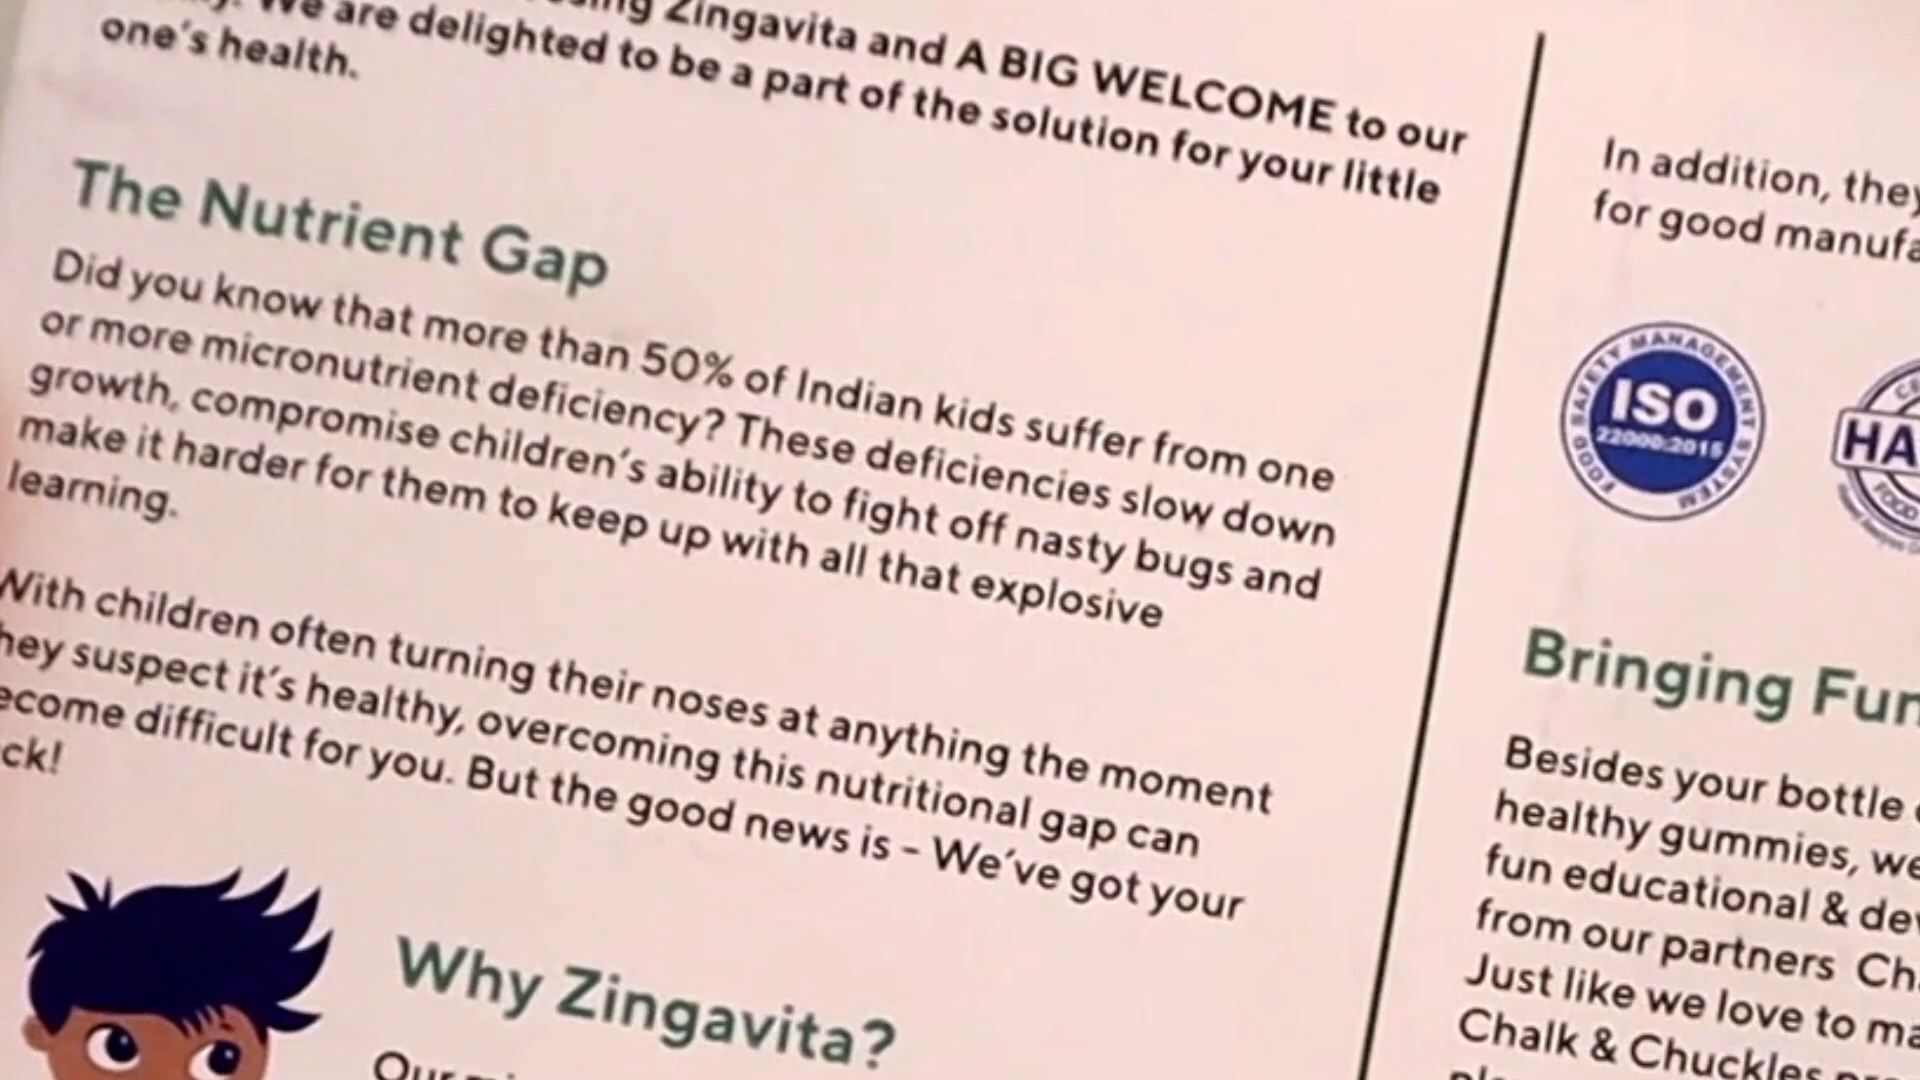 Zingavita and A BIG WELCOME to our
We are delighted to be a part of the solution for your little
one's health.
The Nutrient Gap
Did you know that more than 50% of Indian kids suffer from one
or more micronutrient deficiency? These deficiencies slow down
growth, compromise children's ability to fight off nasty bugs and
make it harder for them to keep up with all that explosive
learning.
With children often turning their noses at anything the moment
hey suspect it's healthy, overcoming this nutritional gap can
ecome difficult for you. But the good news is - We've got your
ck!
Why Zingavita?
Our
In addition, they
for good manufa
FOOD SAFETY MANAGEMENT SYSTEM
ISO
22000:2015
HA
FOOD
Bringing Fun
Besides your bottle
healthy gummies, we
fun educational & dev
from our partners Ch
Just like we love to ma
Chalk & Chuckles